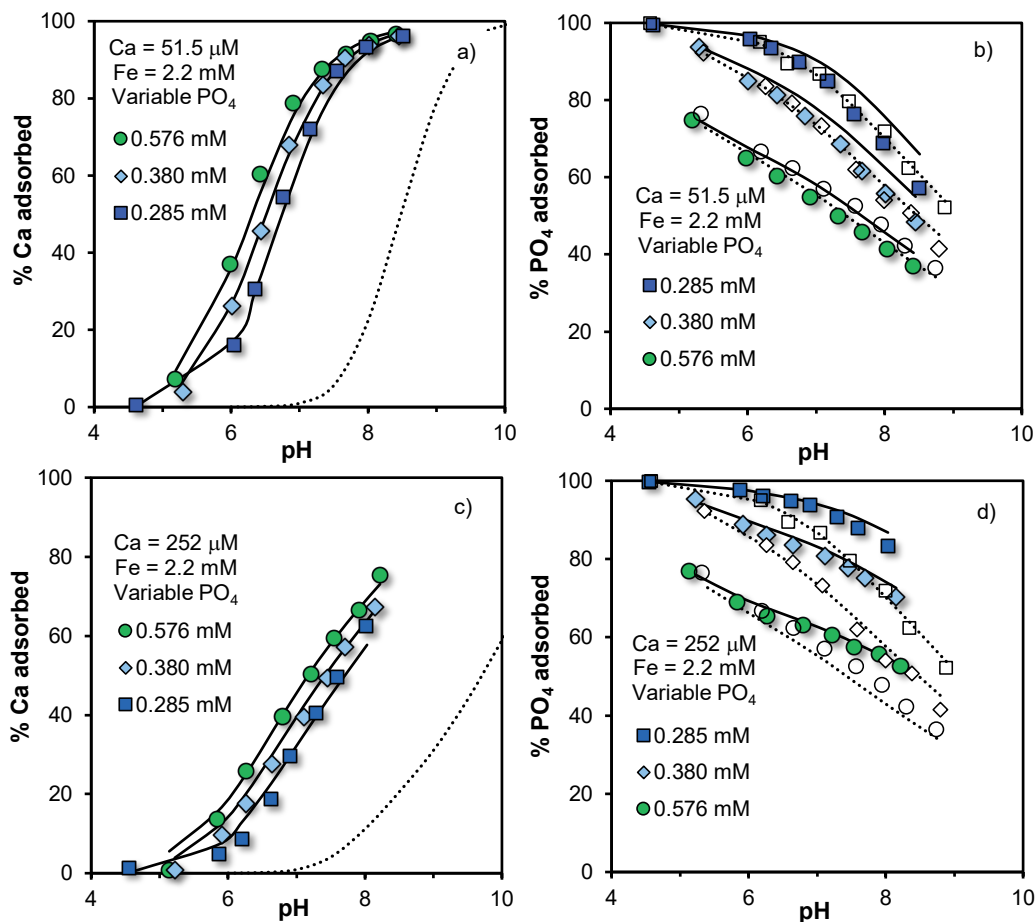 % Ca adsorbed
100
80
60
40
20
0
a)
Ca = 51.5 μM
Fe = 2.2 mM
Variable PO4
0.576 mM
0.380 mM
0.285 mM
4
6
8
10
pH
% PO4 adsorbed
100
80
60
40
20
0
b)
Ca = 51.5 μM
Fe = 2.2 mM
Variable PO4
0.285 mM
0.380 mM
0.576 mM
4
6
8
10
pH
% Ca adsorbed
100
80
60
40
20
0
c)
Ca = 252 μM
Fe = 2.2 mM
Variable PO4
0.576 mM
0.380 mM
0.285 mM
4
6
8
10
pH
% PO4 adsorbed
100
80
60
40
20
0
d)
Ca = 252 μM
Fe = 2.2 mM
Variable PO4
0.285 mM
0.380 mM
0.576 mM
4
6
8
10
pH